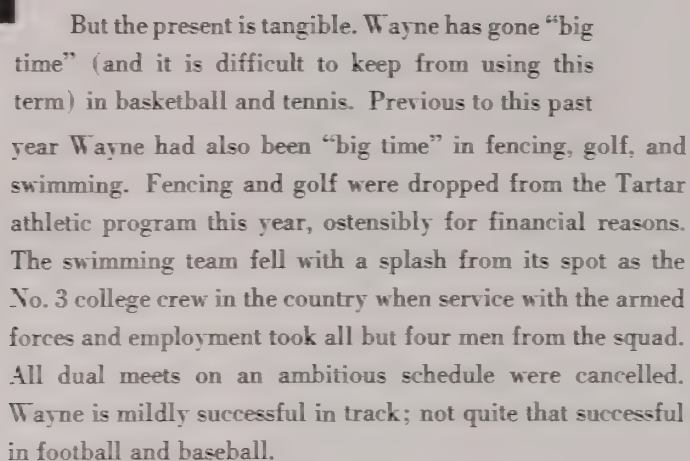 But the present is tangible. Wayne has gone “big
time” (and it is difficult to keep from using this
term) in basketball and tennis. Previous to this past
year Wayne had also been “big time” in fencing, golf, and
swimming. Fencing and golf were dropped from the Tartar
athletic program this year, ostensibly for financial reasons.
The swimming team fell with a splash from its spot as the
No. 3 college crew in the country when service with the armed
forces and employment took all but four men from the squad.
All dual meets on an ambitious schedule were cancelled.
Wayne is mildly successful in track; not quite that successful
in football and baseball.